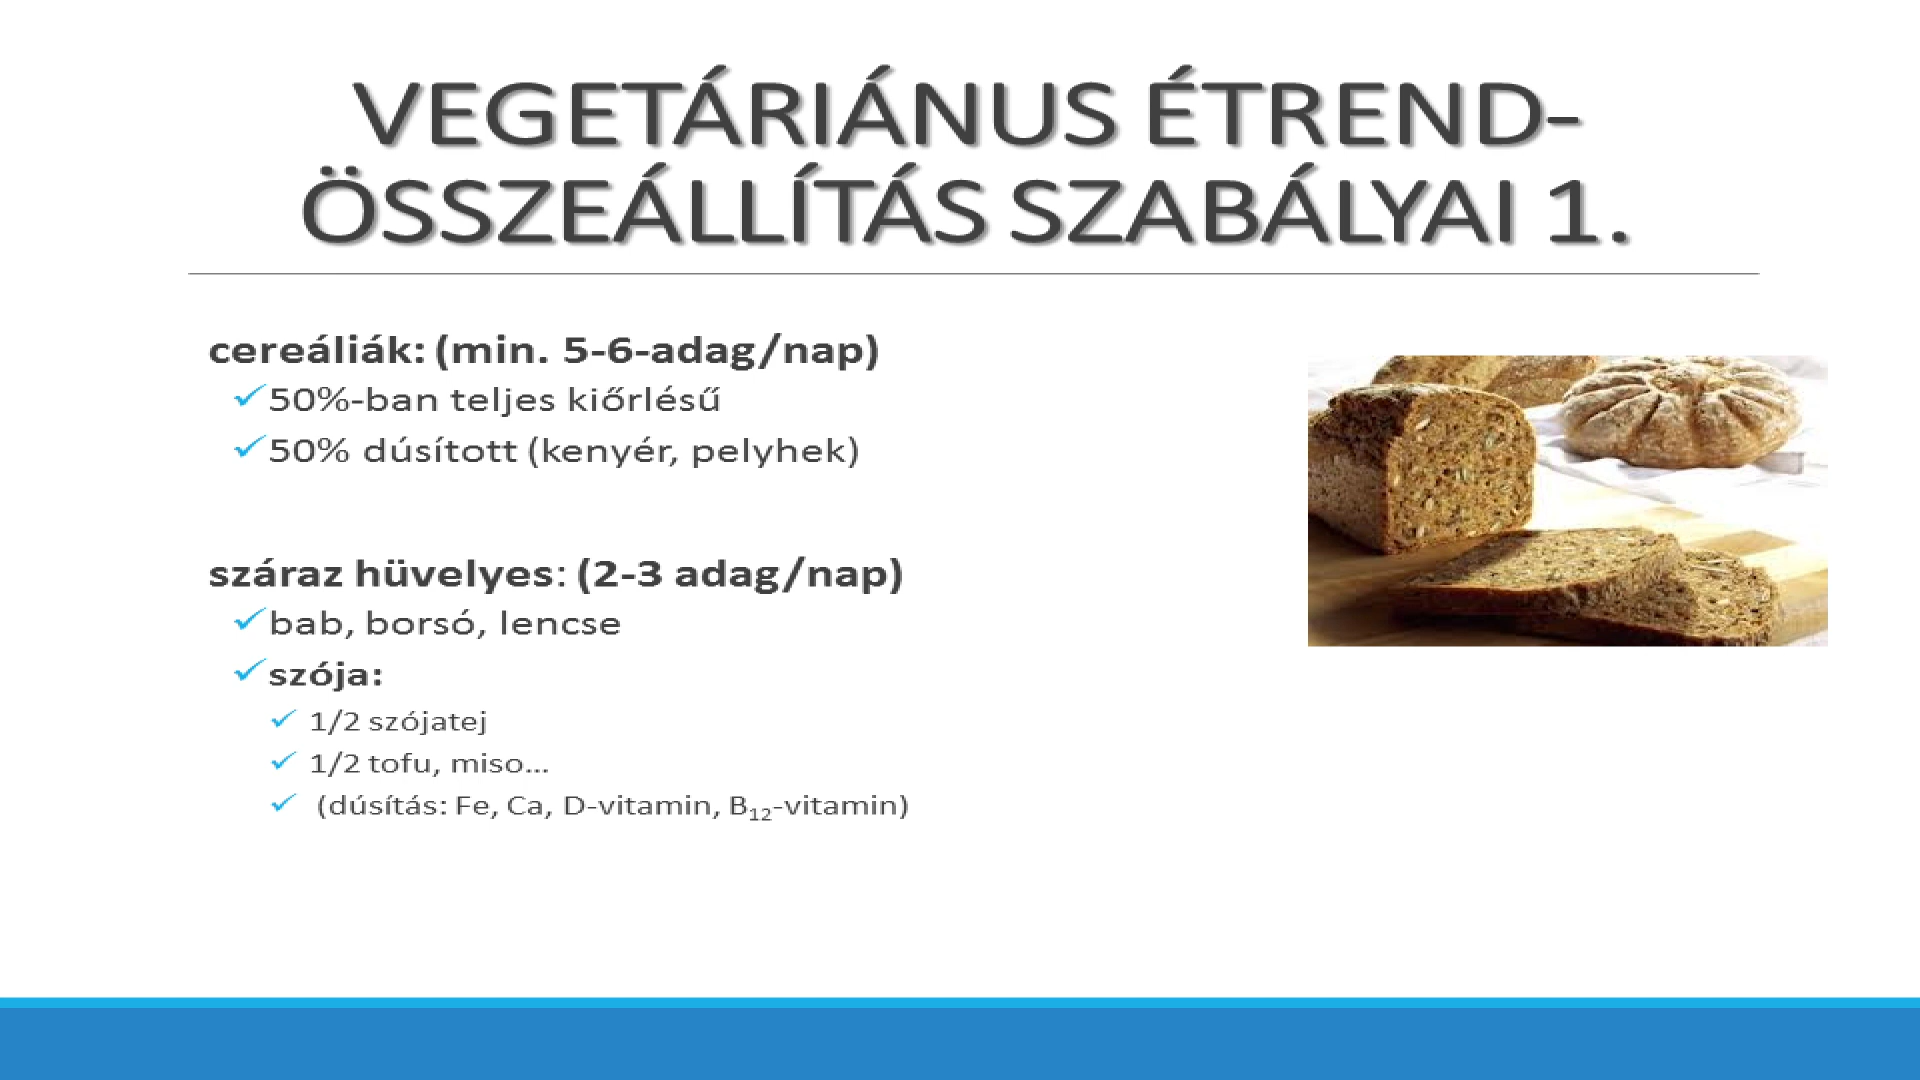 VEGETÁRIÁNUS ÉTREND-
ÖSSZEÁLLÍTÁS SZABÁLYAI 1.
cereáliák: (min. 5-6-adag/nap)
✓50%-ban teljes kiőrlésű
✓50% dúsított (kenyér, pelyhek)
száraz hüvelyes: (2-3 adag/nap)
✓bab, borsó, lencse
✓szója:
✓ 1/2 szójatej
✓ 1/2 tofu, miso...
✓ (dúsítás: Fe, Ca, D-vitamin, B₁₂-vitamin)